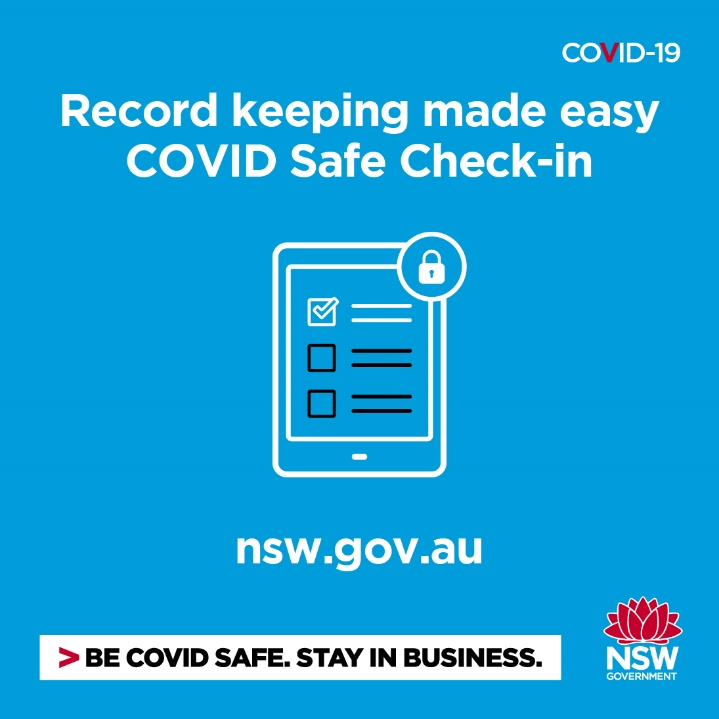 COVID-19
Record keeping made easy
COVID Safe Check-in
nsw.gov.au
> BE COVID SAFE. STAY IN BUSINESS.
NSW
GOVERNMENT